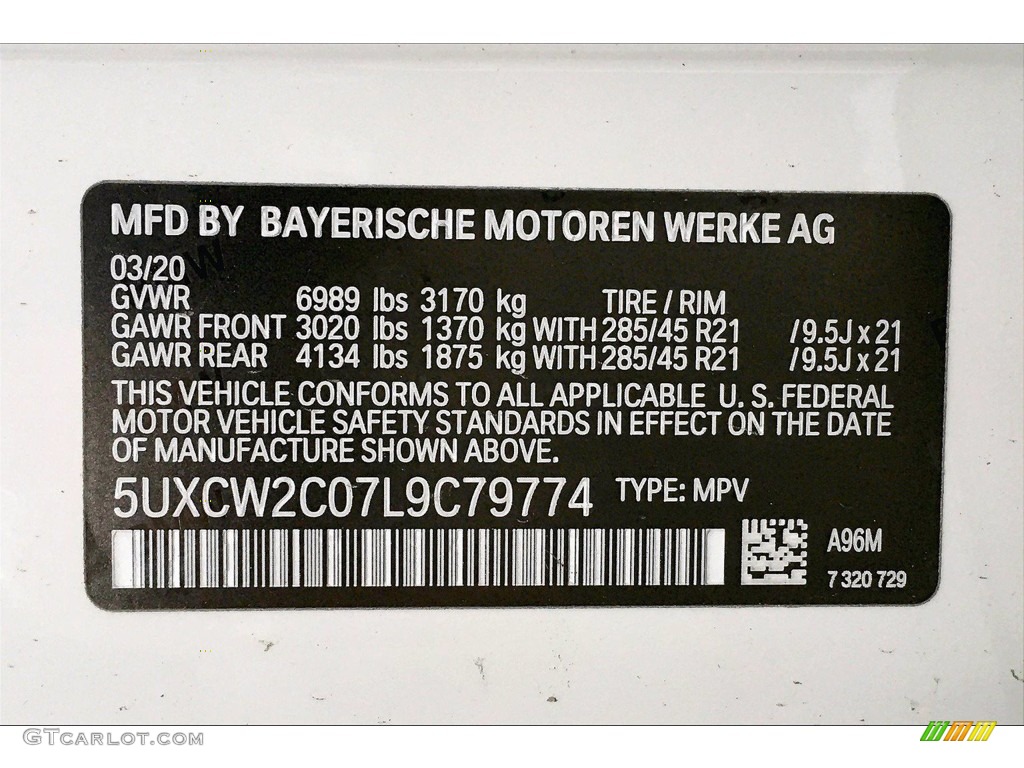 MFD BY BAYERISCHE MOTOREN WERKE AG
03/20
GVWR 6989 lbs 3170 kg TIRE / RIM
GAWR FRONT 3020 lbs 1370 kg WITH 285/45 R21 /9.5J x 21
GAWR REAR 4134 lbs 1875 kg WITH 285/45 R21 /9.5J x 21
THIS VEHICLE CONFORMS TO ALL APPLICABLE U. S. FEDERAL
MOTOR VEHICLE SAFETY STANDARDS IN EFFECT ON THE DATE
OF MANUFACTURE SHOWN ABOVE.
5UXCW2C07L9C79774 TYPE: MPV
A96M
7 320 729
GTCARLOT.COM